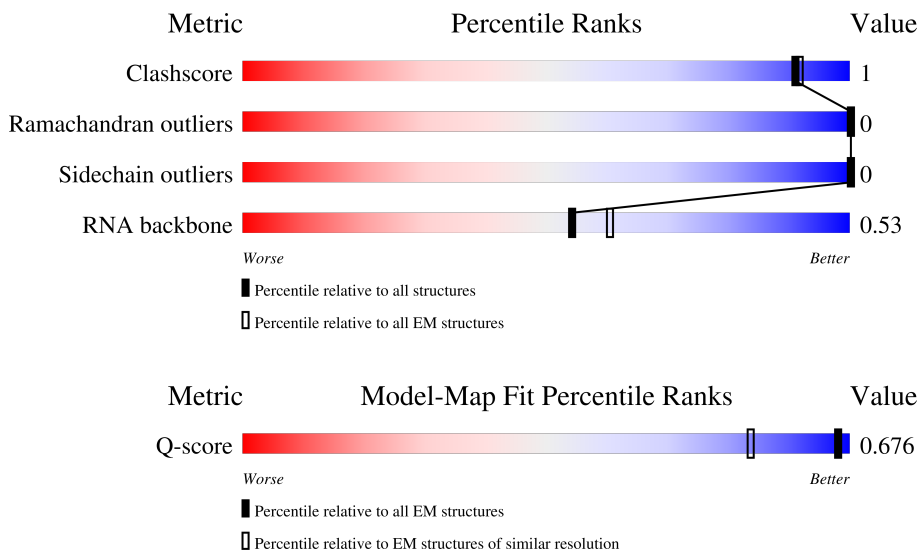 Metric Percentile Ranks Value
Clashscore 1
Ramachandran outliers 0
Sidechain outliers 0
RNA backbone 0.53
Worse Better
Percentile relative to all structures
Percentile relative to all EM structures
Metric Model-Map Fit Percentile Ranks Value
Q-score 0.676
Worse Better
Percentile relative to all EM structures
Percentile relative to EM structures of similar resolution